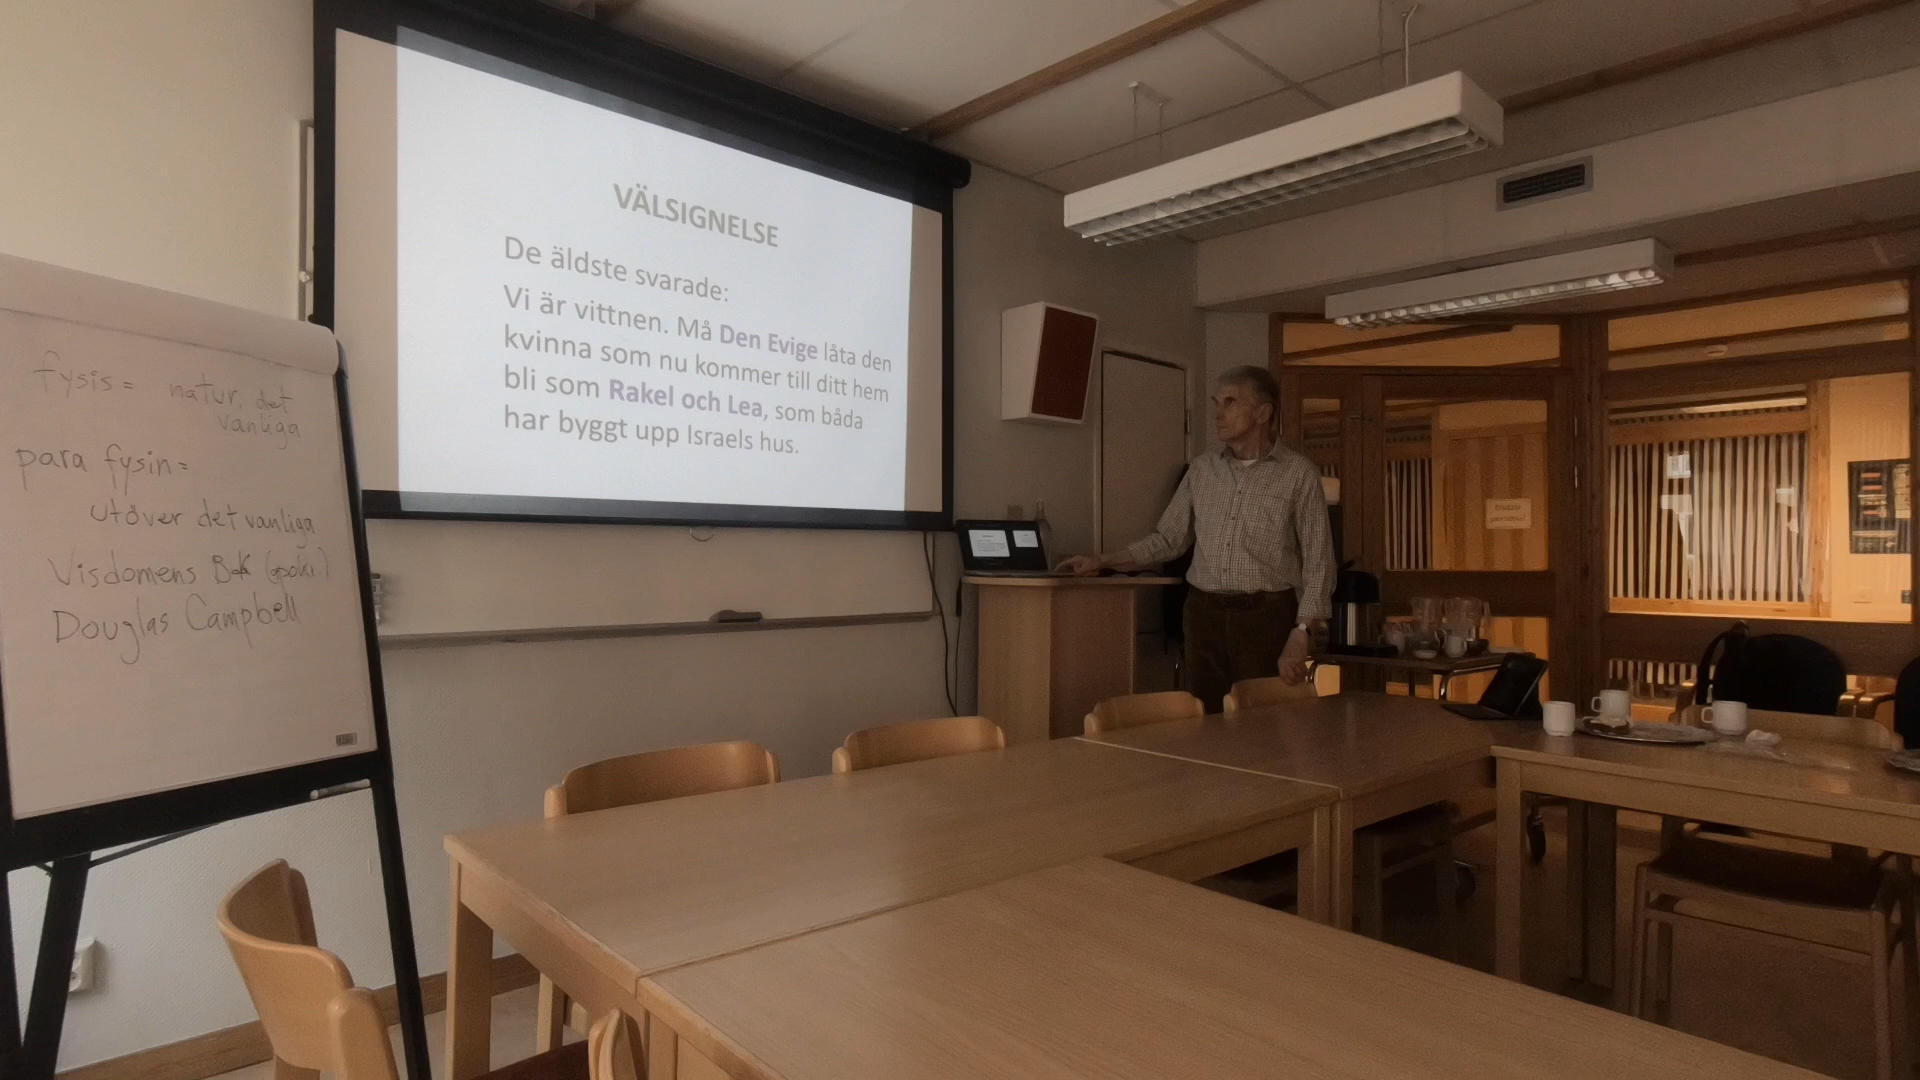 VÄLSIGNELSE
De äldste svarade:
Vi är vittnen. Må Den Evige låta den
kvinna som nu kommer till ditt hem
bli som Rakel och Lea, som båda
har byggt upp Israels hus.
fysis = natur, det
vanliga
para fysin =
utöver det vanliga
Visdomens Bok
Douglas Campbell